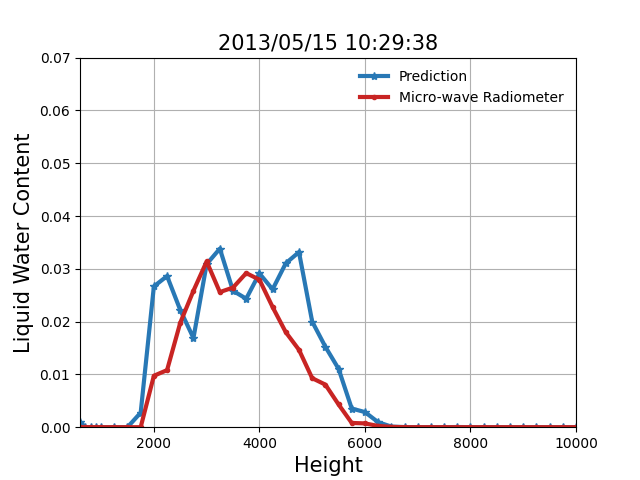 2013/05/15 10:29:38
Prediction
Micro-wave Radiometer
Liquid Water Content
0.07
0.06
0.05
0.04
0.03
0.02
0.01
0.00
2000 4000 6000 8000 10000
Height